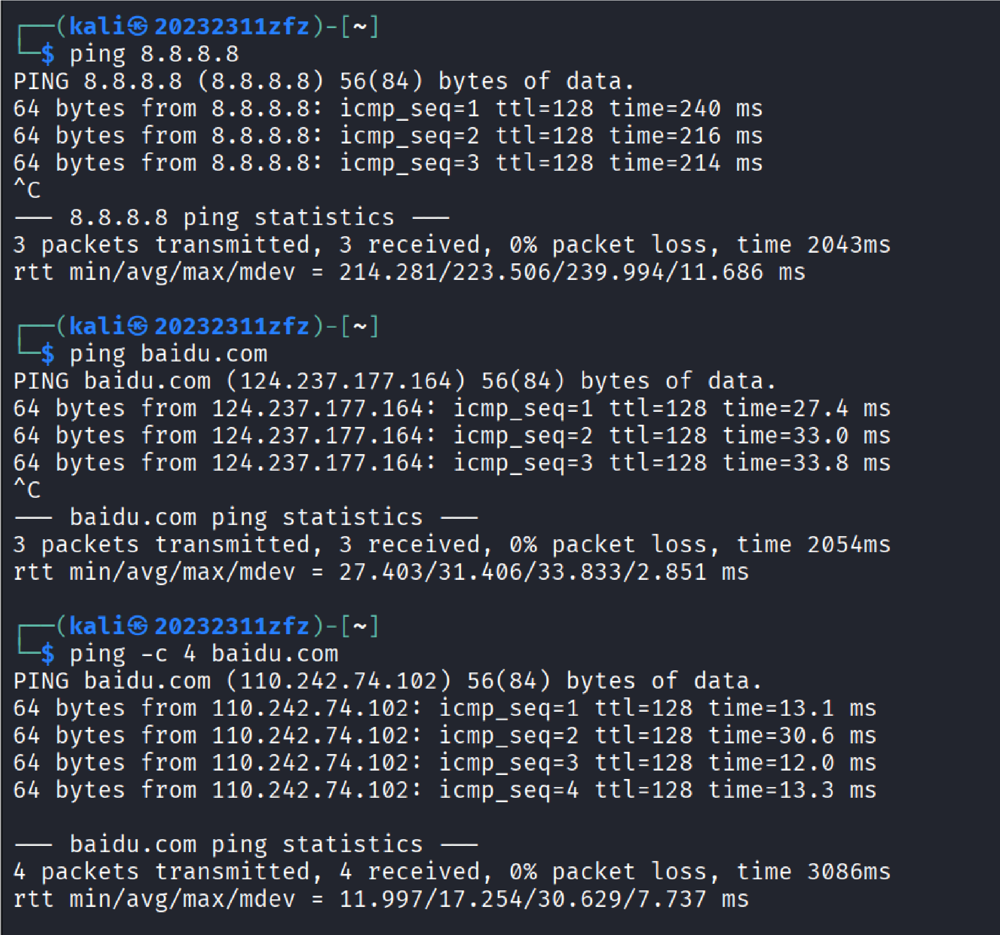 ┌──(kali㉿20232311zfz)-[~]
└─$ ping 8.8.8.8
PING 8.8.8.8 (8.8.8.8) 56(84) bytes of data.
64 bytes from 8.8.8.8: icmp_seq=1 ttl=128 time=240 ms
64 bytes from 8.8.8.8: icmp_seq=2 ttl=128 time=216 ms
64 bytes from 8.8.8.8: icmp_seq=3 ttl=128 time=214 ms
^C
--- 8.8.8.8 ping statistics ---
3 packets transmitted, 3 received, 0% packet loss, time 2043ms
rtt min/avg/max/mdev = 214.281/223.506/239.994/11.686 ms

┌──(kali㉿20232311zfz)-[~]
└─$ ping baidu.com
PING baidu.com (124.237.177.164) 56(84) bytes of data.
64 bytes from 124.237.177.164: icmp_seq=1 ttl=128 time=27.4 ms
64 bytes from 124.237.177.164: icmp_seq=2 ttl=128 time=33.0 ms
64 bytes from 124.237.177.164: icmp_seq=3 ttl=128 time=33.8 ms
^C
--- baidu.com ping statistics ---
3 packets transmitted, 3 received, 0% packet loss, time 2054ms
rtt min/avg/max/mdev = 27.403/31.406/33.833/2.851 ms

┌──(kali㉿20232311zfz)-[~]
└─$ ping -c 4 baidu.com
PING baidu.com (110.242.74.102) 56(84) bytes of data.
64 bytes from 110.242.74.102: icmp_seq=1 ttl=128 time=13.1 ms
64 bytes from 110.242.74.102: icmp_seq=2 ttl=128 time=30.6 ms
64 bytes from 110.242.74.102: icmp_seq=3 ttl=128 time=12.0 ms
64 bytes from 110.242.74.102: icmp_seq=4 ttl=128 time=13.3 ms

--- baidu.com ping statistics ---
4 packets transmitted, 4 received, 0% packet loss, time 3086ms
rtt min/avg/max/mdev = 11.997/17.254/30.629/7.737 ms